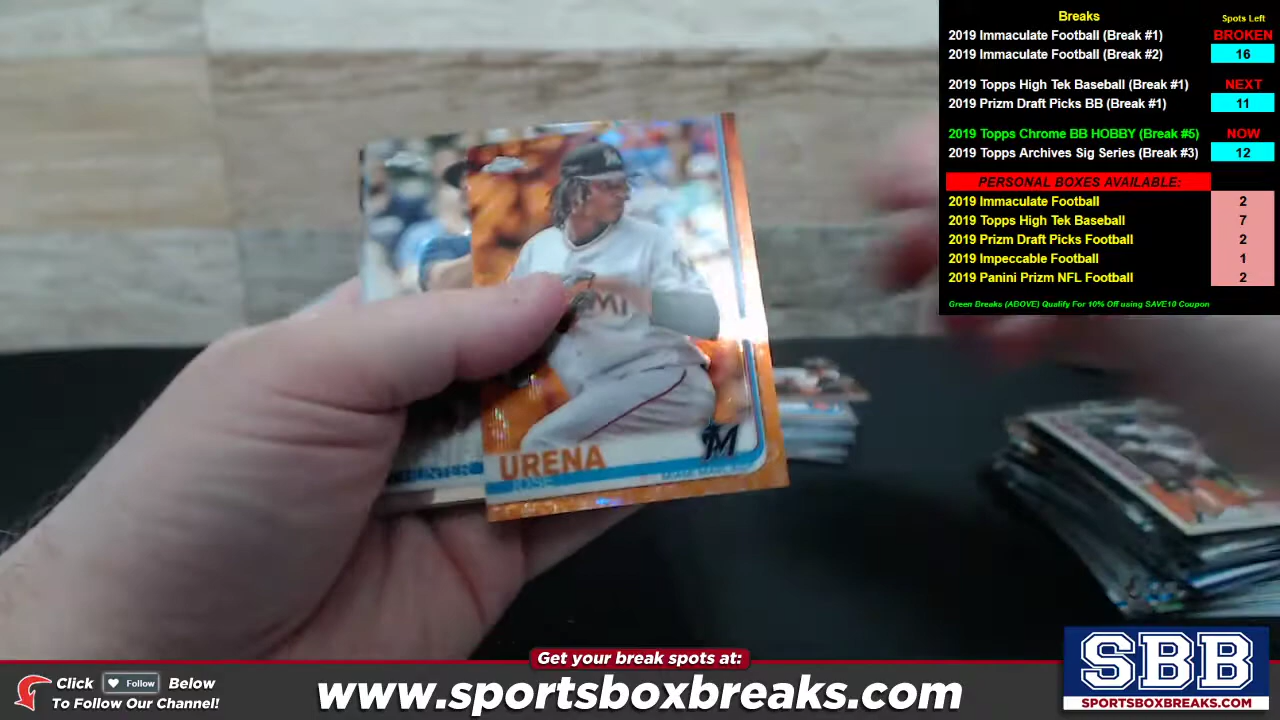 Breaks Spots Left
2019 Immaculate Football (Break #1) BROKEN
2019 Immaculate Football (Break #2) 16
2019 Topps High Tek Baseball (Break #1) NEXT
2019 Prizm Draft Picks BB (Break #1) 11
2019 Topps Chrome BB HOBBY (Break #5) NOW
2019 Topps Archives Sig Series (Break #3) 12
PERSONAL BOXES AVAILABLE:
2019 Immaculate Football 2
2019 Topps High Tek Baseball 7
2019 Prizm Draft Picks Football 2
2019 Impeccable Football 1
2019 Panini Prizm NFL Football 2
Green Breaks (ABOVE) Qualify For 10% Off using SAVE10 Coupon
HUNTER
URENA
JOSE
M
Get your break spots at:
Click Follow Below
To Follow Our Channel!
www.sportsboxbreaks.com
SBB
SPORTSBOXBREAKS.COM